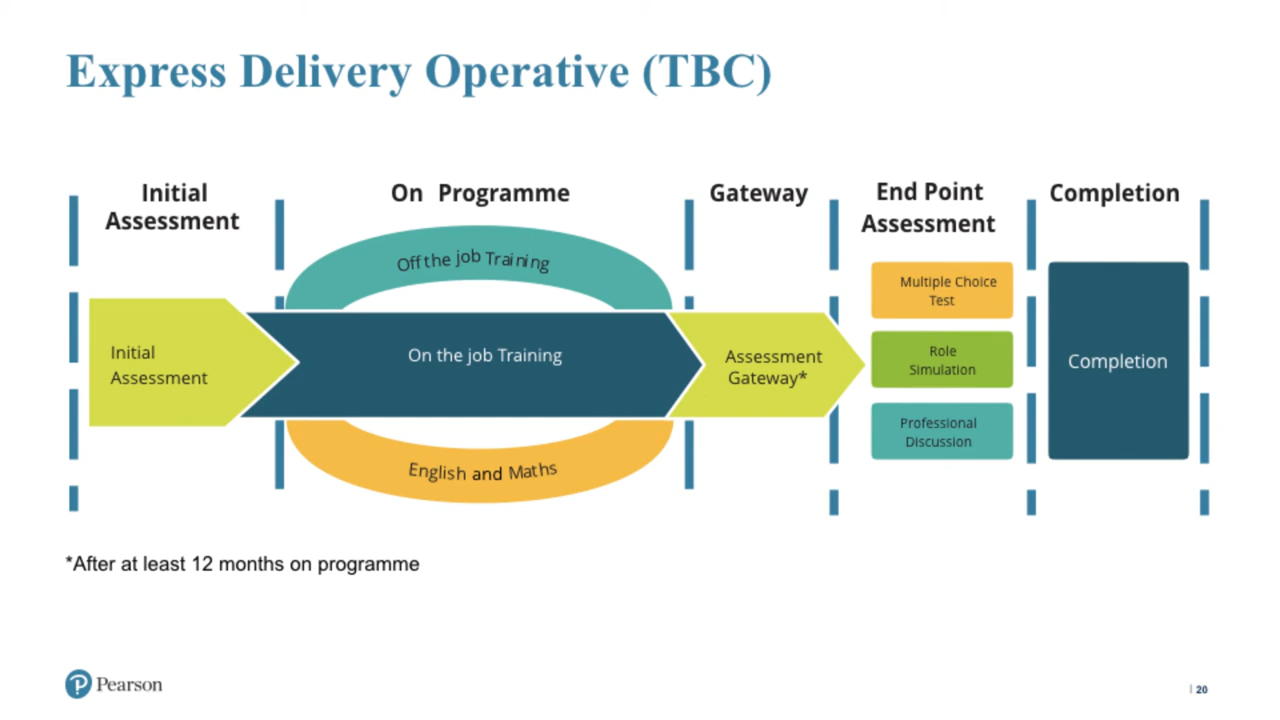 Express Delivery Operative (TBC)
Initial
Assessment
On Programme
Gateway
End Point
Assessment
Completion
Initial
Assessment
Off the job Training
On the job Training
English and Maths
Assessment
Gateway*
Multiple Choice
Test
Role
Simulation
Professional
Discussion
Completion
*After at least 12 months on programme
Pearson
20